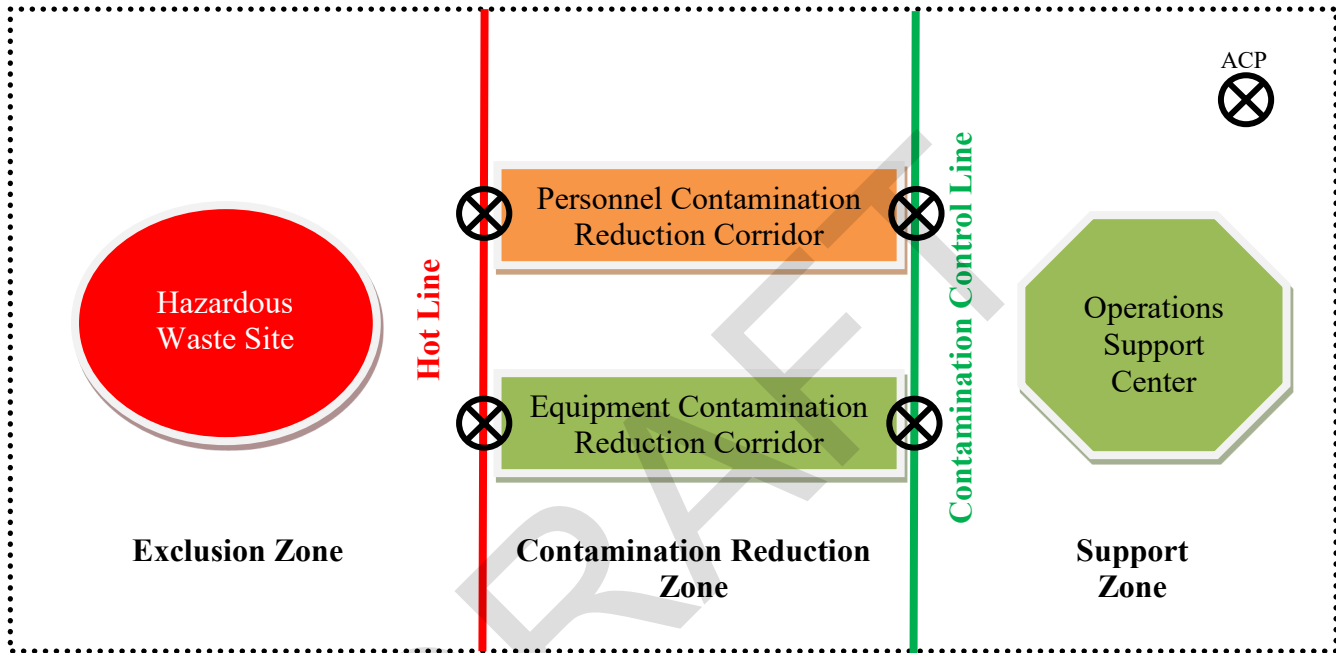 ACP
Personnel Contamination
Reduction Corridor
Hazardous
Waste Site
Hot Line
Contamination Control Line
Operations
Support
Center
Equipment Contamination
Reduction Corridor
Exclusion Zone
Contamination Reduction
Zone
Support
Zone
RAFT